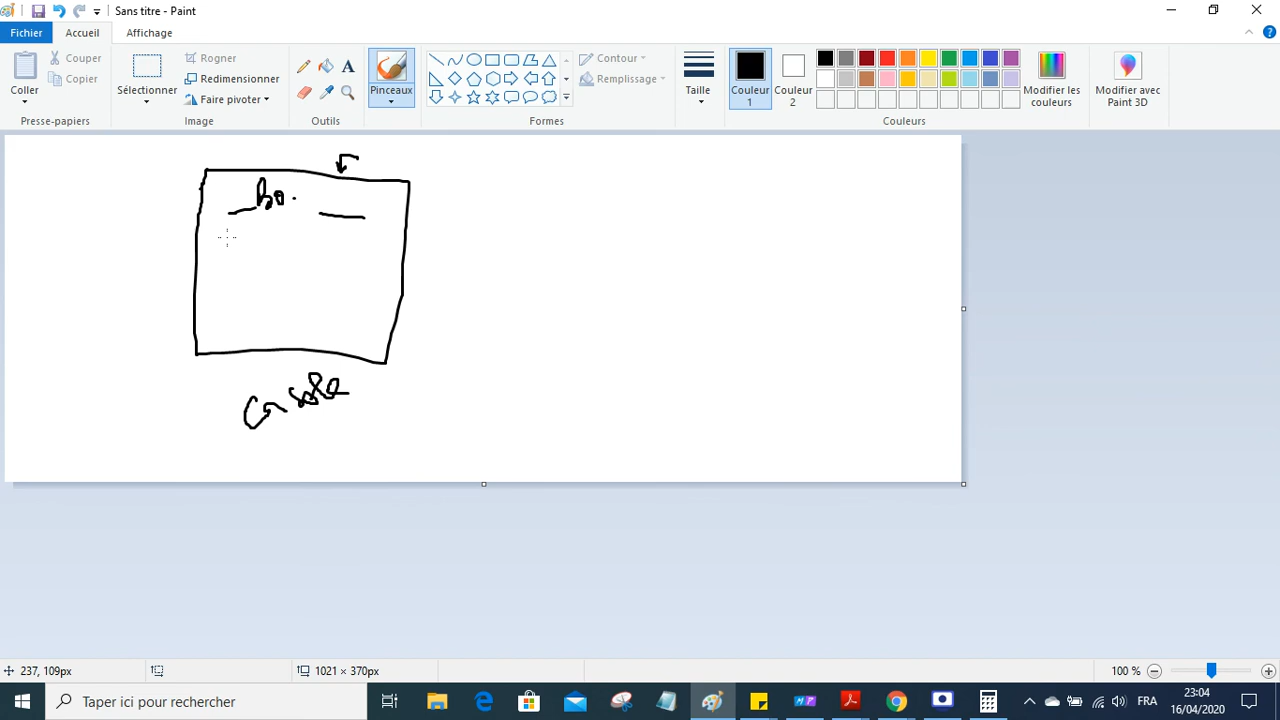 Sans titre - Paint
Fichier Accueil Affichage
Coller
Couper
Copier
Presse-papiers
Sélectionner
Rogner
Redimensionner
Faire pivoter
Image
A
Outils
Pinceaux
Contour
Remplissage
Formes
Taille
Couleur 1
Couleur 2
Modifier les couleurs
Modifier avec Paint 3D
Couleurs
237, 109px
1021 × 370px
100 %
Taper ici pour rechercher
FRA
23:04
16/04/2020